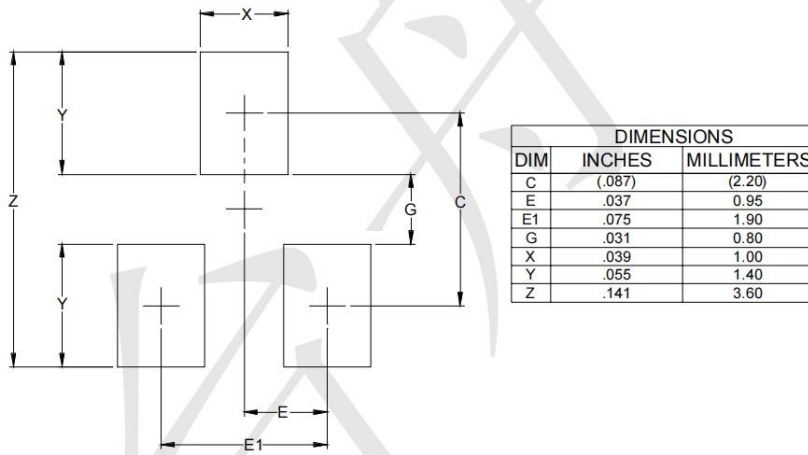 X
Y
Z
G
C
Y
E
E1
DIMENSIONS
DIM INCHES MILLIMETERS
C (.087) (2.20)
E .037 0.95
E1 .075 1.90
G .031 0.80
X .039 1.00
Y .055 1.40
Z .141 3.60